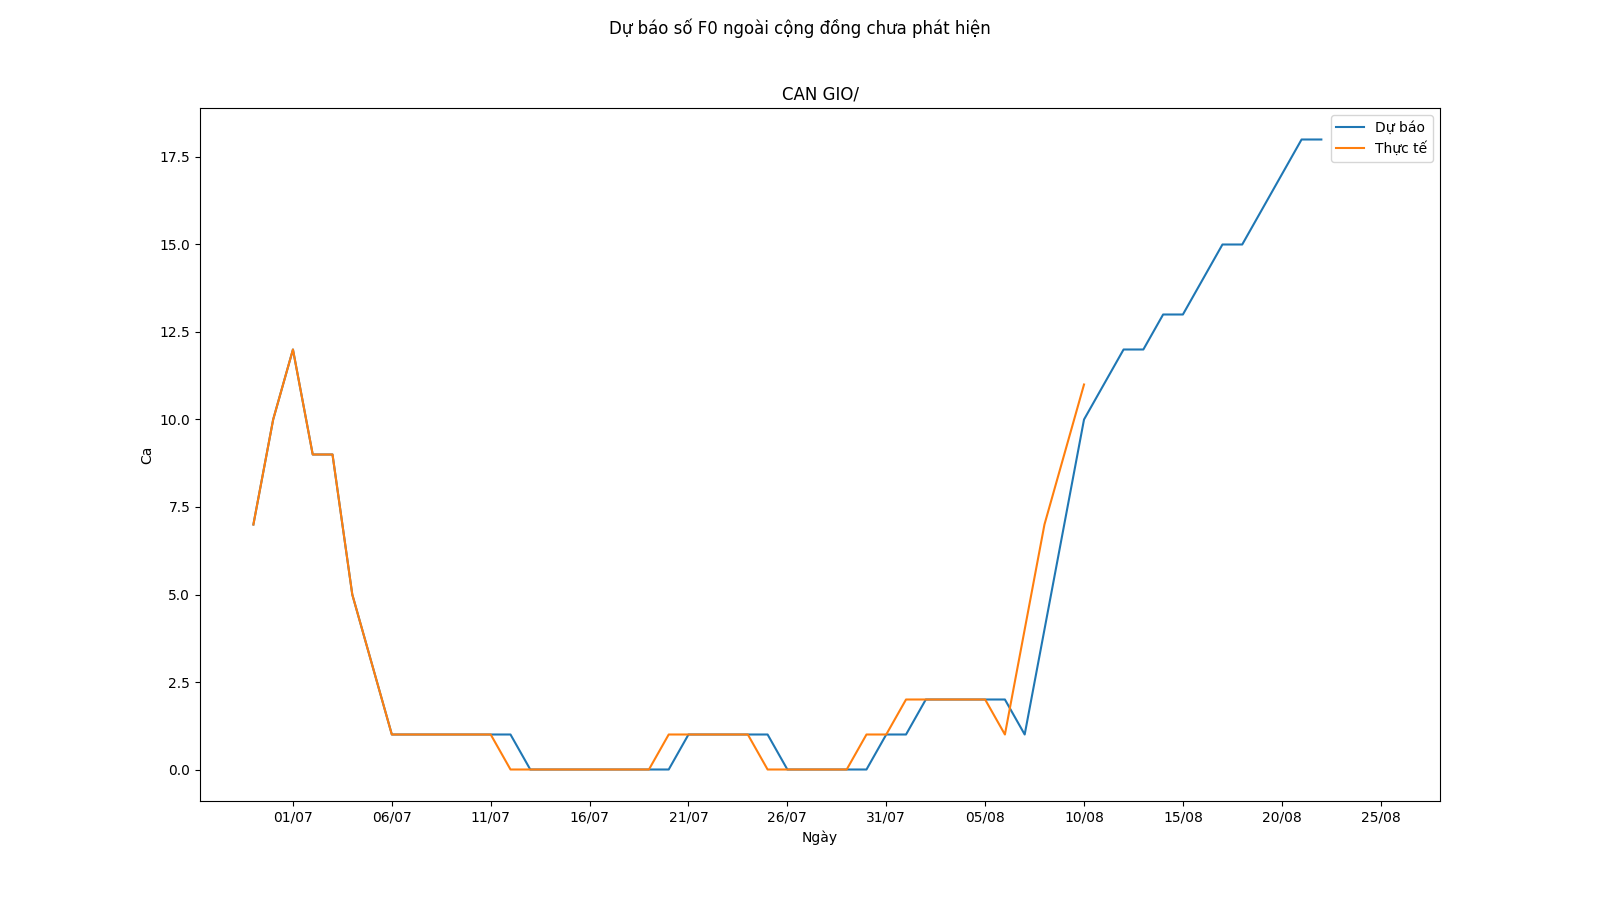 Dự báo số F0 ngoài cộng đồng chưa phát hiện
CAN GIO/
Dự báo
Thực tế
17.5
15.0
12.5
10.0
7.5
5.0
2.5
0.0
Ca
01/07 06/07 11/07 16/07 21/07 26/07 31/07 05/08 10/08 15/08 20/08 25/08
Ngày